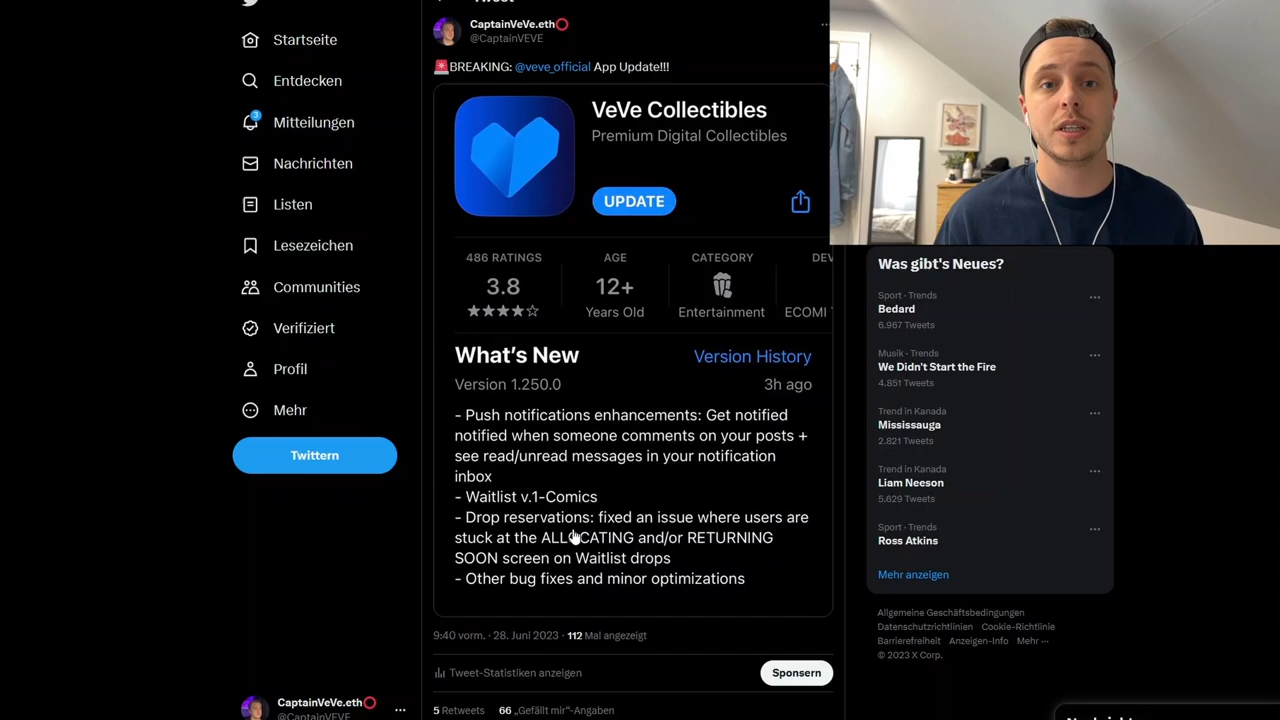 Startseite
Entdecken
3
Mitteilungen
Nachrichten
Listen
Lesezeichen
Communities
Verifiziert
Profil
Mehr
Twittern
CaptainVeVe.eth
@CaptainVEVE
Tweet
CaptainVeVe.eth
@CaptainVEVE
BREAKING: @veve_official App Update!!!
VeVe Collectibles
Premium Digital Collectibles
UPDATE
486 RATINGS
3.8
AGE
12+
Years Old
CATEGORY
Entertainment
DEV
ECOMI
What's New
Version History
Version 1.250.0
3h ago
- Push notifications enhancements: Get notified
notified when someone comments on your posts +
see read/unread messages in your notification
inbox
- Waitlist v.1-Comics
- Drop reservations: fixed an issue where users are
stuck at the ALLOCATING and/or RETURNING
SOON screen on Waitlist drops
- Other bug fixes and minor optimizations
9:40 vorm. · 28. Juni 2023 · 112 Mal angezeigt
Tweet-Statistiken anzeigen
Sponsern
5 Retweets 66 „Gefällt mir"-Angaben
Was gibt's Neues?
Sport · Trends
Bedard
6.967 Tweets
Musik · Trends
We Didn't Start the Fire
4.851 Tweets
Trend in Kanada
Mississauga
2.821 Tweets
Trend in Kanada
Liam Neeson
5.629 Tweets
Sport · Trends
Ross Atkins
Mehr anzeigen
Allgemeine Geschäftsbedingungen
Datenschutzrichtlinien Cookie-Richtlinie
Barrierefreiheit Anzeigen-Info Mehr ···
© 2023 X Corp.